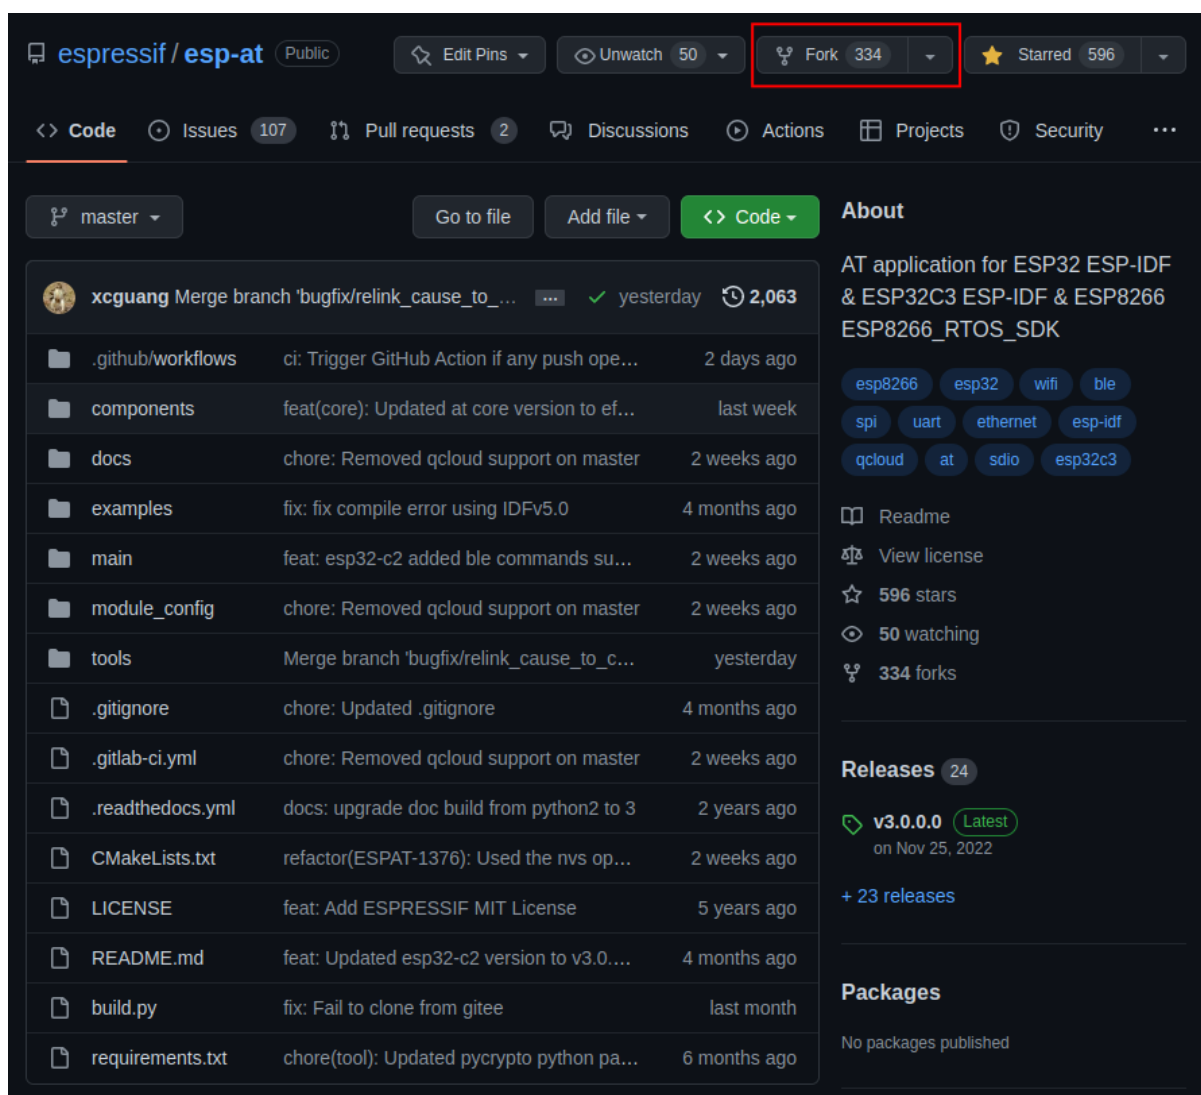 espressif / esp-at Public Edit Pins Unwatch 50 Fork 334 Starred 596
Code Issues 107 Pull requests 2 Discussions Actions Projects Security ...
master Go to file Add file Code
xcguang Merge branch 'bugfix/relink_cause_to_... ... yesterday 2,063
.github/workflows ci: Trigger GitHub Action if any push ope... 2 days ago
components feat(core): Updated at core version to ef... last week
docs chore: Removed qcloud support on master 2 weeks ago
examples fix: fix compile error using IDFv5.0 4 months ago
main feat: esp32-c2 added ble commands su... 2 weeks ago
module_config chore: Removed qcloud support on master 2 weeks ago
tools Merge branch 'bugfix/relink_cause_to_c... yesterday
.gitignore chore: Updated .gitignore 4 months ago
.gitlab-ci.yml chore: Removed qcloud support on master 2 weeks ago
.readthedocs.yml docs: upgrade doc build from python2 to 3 2 years ago
CMakeLists.txt refactor(ESPAT-1376): Used the nvs op... 2 weeks ago
LICENSE feat: Add ESPRESSIF MIT License 5 years ago
README.md feat: Updated esp32-c2 version to v3.0.... 4 months ago
build.py fix: Fail to clone from gitee last month
requirements.txt chore(tool): Updated pycrypto python pa... 6 months ago
About
AT application for ESP32 ESP-IDF
& ESP32C3 ESP-IDF & ESP8266
ESP8266_RTOS_SDK
esp8266 esp32 wifi ble
spi uart ethernet esp-idf
qcloud at sdio esp32c3
Readme
View license
596 stars
50 watching
334 forks
Releases 24
v3.0.0.0 Latest
on Nov 25, 2022
+ 23 releases
Packages
No packages published